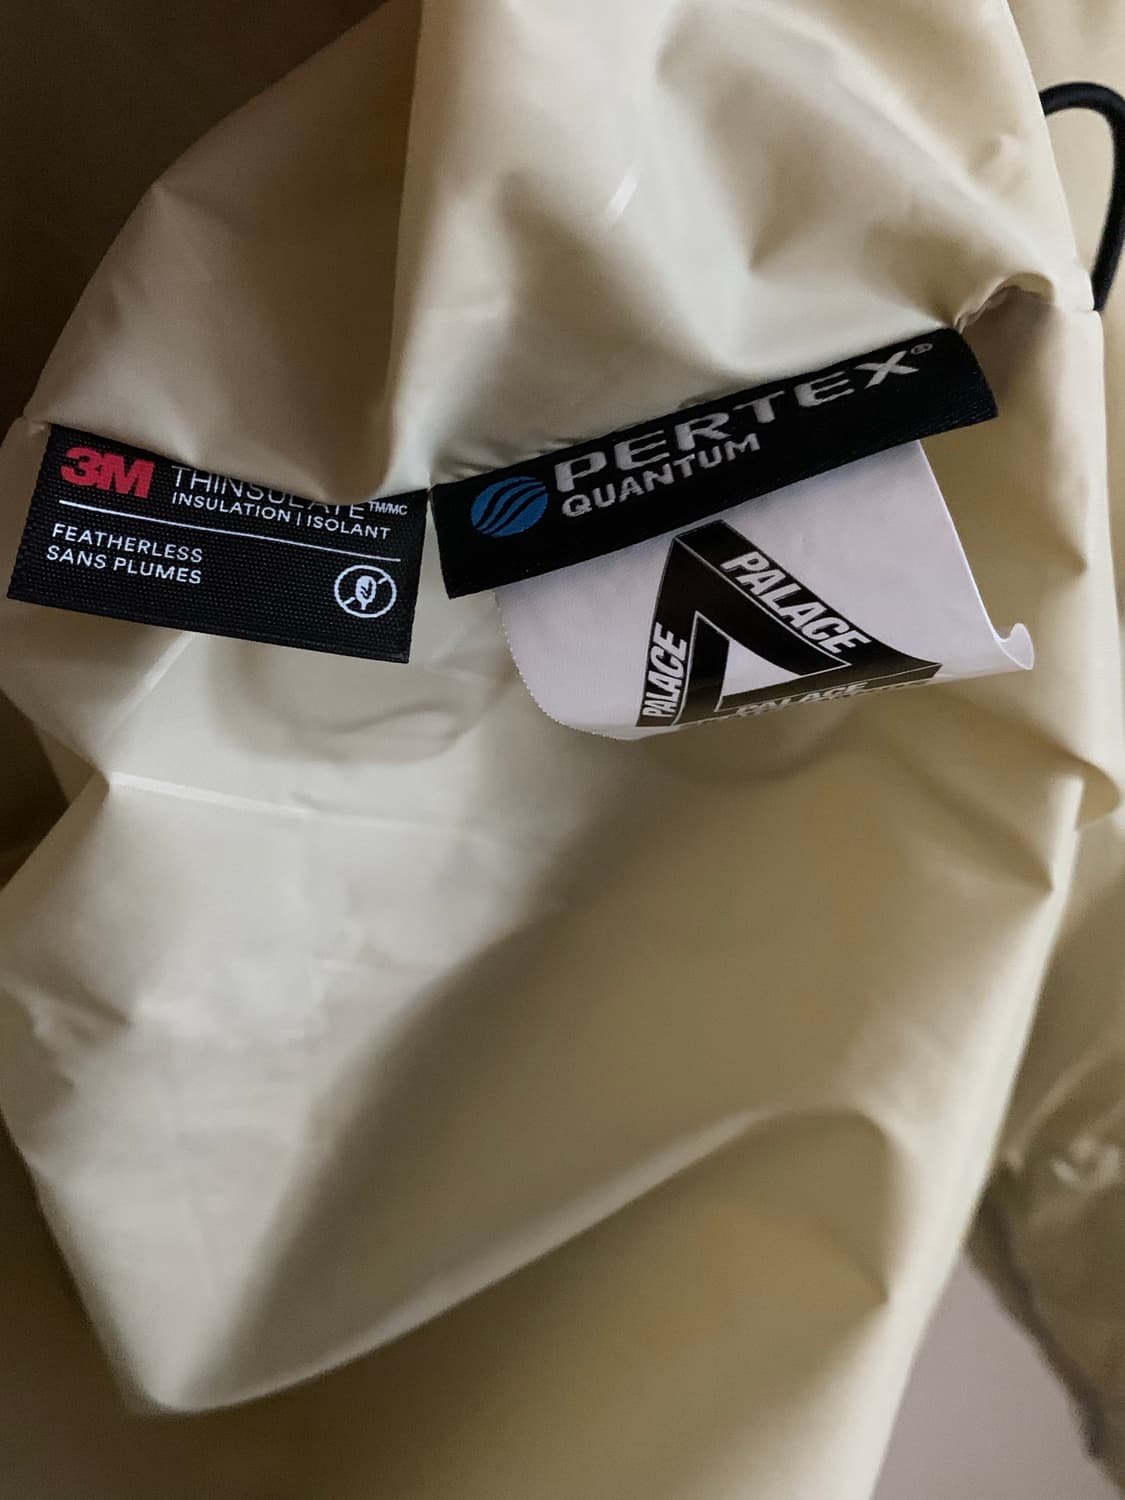 3M THINSULATE™/MC
INSULATION | ISOLANT
FEATHERLESS
SANS PLUMES
PERTEX®
QUANTUM
PALACE
PALACE
PALACE